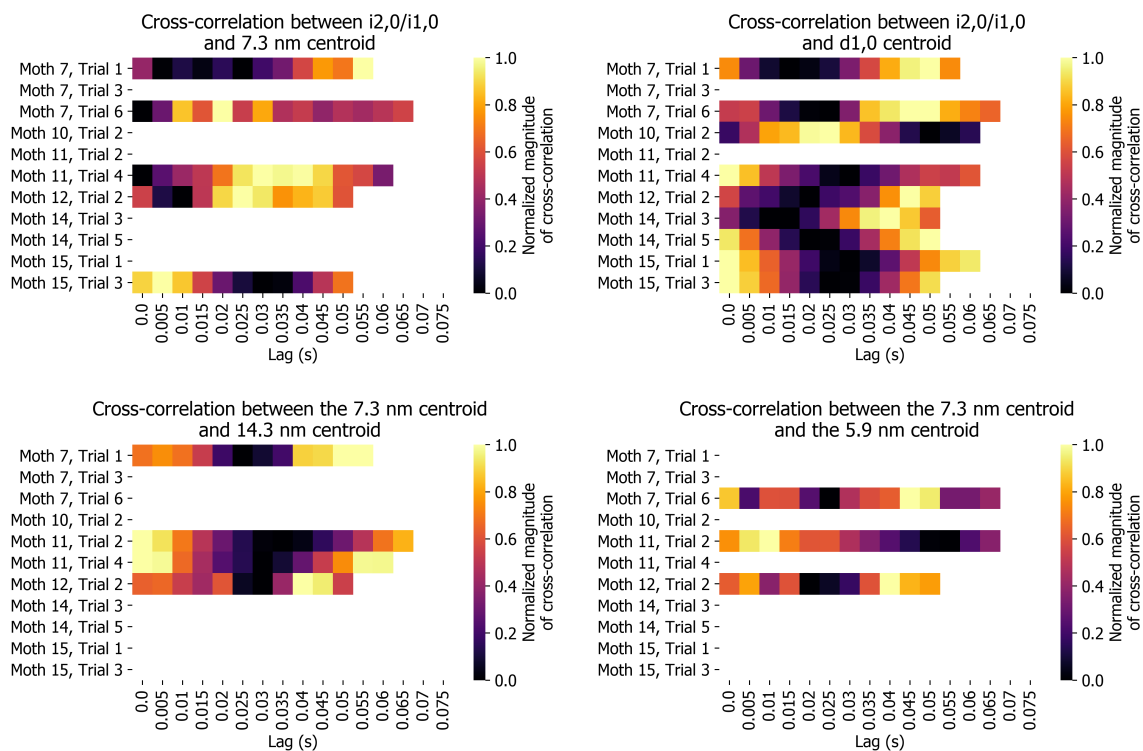 Cross-correlation between i2,0/i1,0
and 7.3 nm centroid
Moth 7, Trial 1
Moth 7, Trial 3
Moth 7, Trial 6
Moth 10, Trial 2
Moth 11, Trial 2
Moth 11, Trial 4
Moth 12, Trial 2
Moth 14, Trial 3
Moth 14, Trial 5
Moth 15, Trial 1
Moth 15, Trial 3
0.0
0.005
0.01
0.015
0.02
0.025
0.03
0.035
0.04
0.045
0.05
0.055
0.06
0.065
0.07
0.075
Lag (s)
1.0
0.8
0.6
0.4
0.2
0.0
Normalized magnitude
of cross-correlation
Cross-correlation between i2,0/i1,0
and d1,0 centroid
Moth 7, Trial 1
Moth 7, Trial 3
Moth 7, Trial 6
Moth 10, Trial 2
Moth 11, Trial 2
Moth 11, Trial 4
Moth 12, Trial 2
Moth 14, Trial 3
Moth 14, Trial 5
Moth 15, Trial 1
Moth 15, Trial 3
0.0
0.005
0.01
0.015
0.02
0.025
0.03
0.035
0.04
0.045
0.05
0.055
0.06
0.065
0.07
0.075
Lag (s)
1.0
0.8
0.6
0.4
0.2
0.0
Normalized magnitude
of cross-correlation
Cross-correlation between the 7.3 nm centroid
and 14.3 nm centroid
Moth 7, Trial 1
Moth 7, Trial 3
Moth 7, Trial 6
Moth 10, Trial 2
Moth 11, Trial 2
Moth 11, Trial 4
Moth 12, Trial 2
Moth 14, Trial 3
Moth 14, Trial 5
Moth 15, Trial 1
Moth 15, Trial 3
0.0
0.005
0.01
0.015
0.02
0.025
0.03
0.035
0.04
0.045
0.05
0.055
0.06
0.065
0.07
0.075
Lag (s)
1.0
0.8
0.6
0.4
0.2
0.0
Normalized magnitude
of cross-correlation
Cross-correlation between the 7.3 nm centroid
and the 5.9 nm centroid
Moth 7, Trial 1
Moth 7, Trial 3
Moth 7, Trial 6
Moth 10, Trial 2
Moth 11, Trial 2
Moth 11, Trial 4
Moth 12, Trial 2
Moth 14, Trial 3
Moth 14, Trial 5
Moth 15, Trial 1
Moth 15, Trial 3
0.0
0.005
0.01
0.015
0.02
0.025
0.03
0.035
0.04
0.045
0.05
0.055
0.06
0.065
0.07
0.075
Lag (s)
1.0
0.8
0.6
0.4
0.2
0.0
Normalized magnitude
of cross-correlation